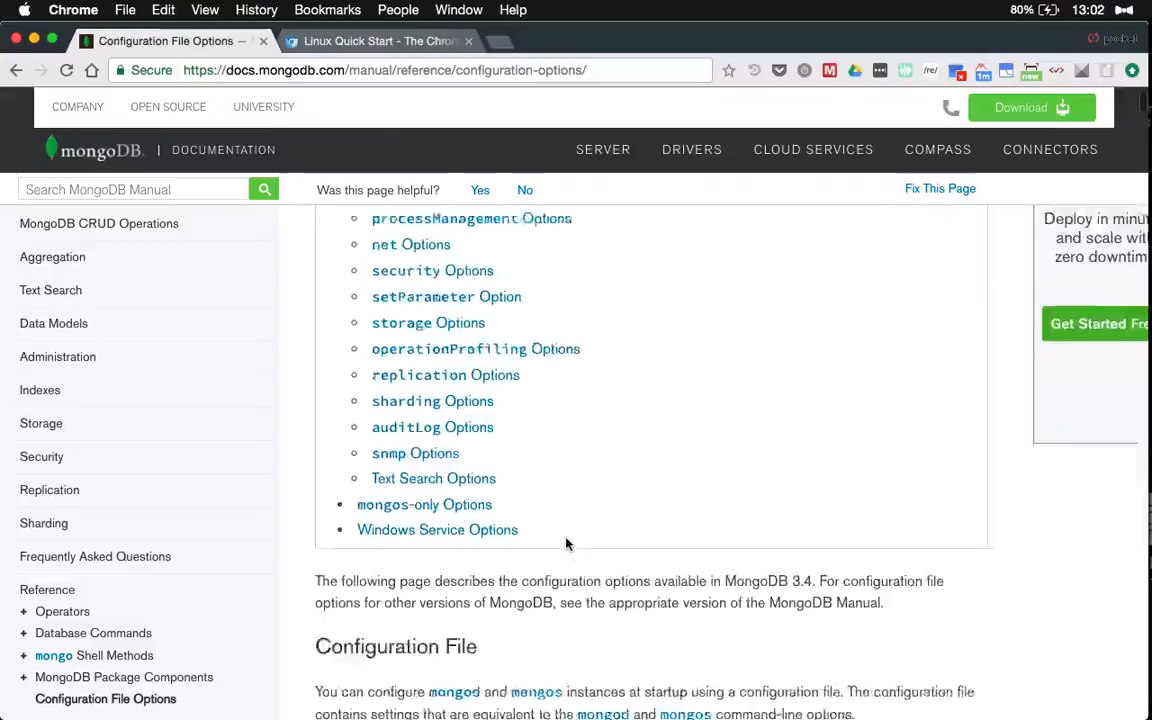 Chrome File Edit View History Bookmarks People Window Help 80% 13:02
Configuration File Options — Linux Quick Start - The Chron pocket
Secure https://docs.mongodb.com/manual/reference/configuration-options/ M /re/ 1m new
COMPANY OPEN SOURCE UNIVERSITY Download
mongoDB. | DOCUMENTATION SERVER DRIVERS CLOUD SERVICES COMPASS CONNECTORS
Search MongoDB Manual Was this page helpful? Yes No Fix This Page
MongoDB CRUD Operations
Aggregation
Text Search
Data Models
Administration
Indexes
Storage
Security
Replication
Sharding
Frequently Asked Questions
Reference
+ Operators
+ Database Commands
+ mongo Shell Methods
+ MongoDB Package Components
Configuration File Options
processManagement Options
net Options
security Options
setParameter Option
storage Options
operationProfiling Options
replication Options
sharding Options
auditLog Options
snmp Options
Text Search Options
mongos-only Options
Windows Service Options
The following page describes the configuration options available in MongoDB 3.4. For configuration file
options for other versions of MongoDB, see the appropriate version of the MongoDB Manual.
Configuration File
You can configure mongod and mongos instances at startup using a configuration file. The configuration file
contains settings that are equivalent to the mongod and mongos command-line options.
Deploy in minu
and scale wit
zero downtim
Get Started Fre